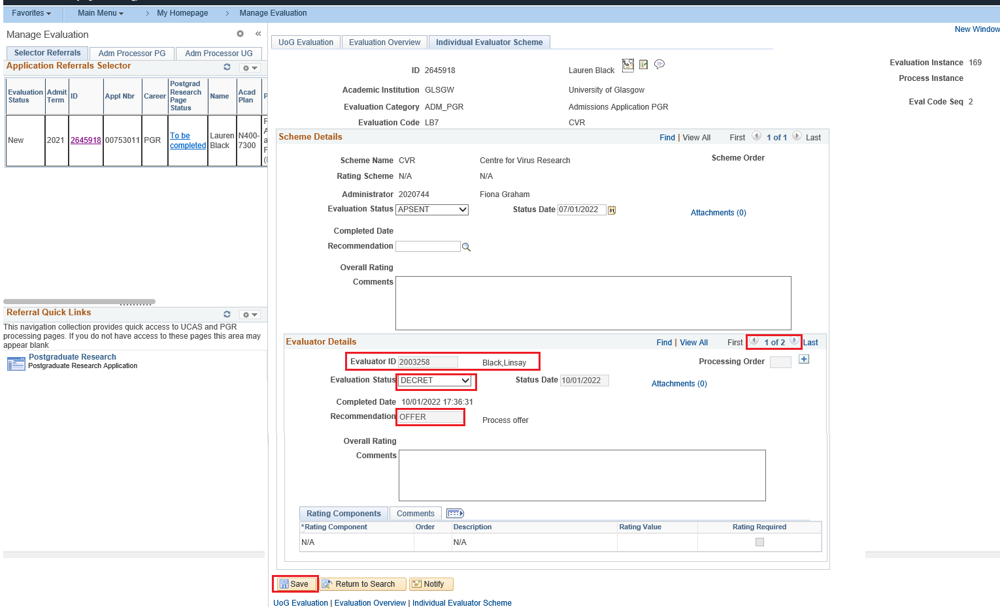 Favorites Main Menu > My Homepage > Manage Evaluation
New Window
Manage Evaluation «
Selector Referrals Adm Processor PG Adm Processor UG
Application Referrals Selector
Evaluation Status Admit Term ID Appl Nbr Career Postgrad Research Page Status Name Acad Plan P
New 2021 2645918 00753011 PGR To be completed Lauren Black N400-7300
Referral Quick Links
This navigation collection provides quick access to UCAS and PGR
processing pages. If you do not have access to these pages this area may
appear blank
Postgraduate Research
Postgraduate Research Application
UoG Evaluation Evaluation Overview Individual Evaluator Scheme
ID 2645918 Lauren Black
Evaluation Instance 169
Process Instance
Academic Institution GLSGW University of Glasgow
Eval Code Seq 2
Evaluation Category ADM_PGR Admissions Application PGR
Evaluation Code LB7 CVR
Scheme Details Find | View All First 1 of 1 Last
Scheme Name CVR Centre for Virus Research Scheme Order
Rating Scheme N/A N/A
Administrator 2020744 Fiona Graham
Evaluation Status APSENT Status Date 07/01/2022 31 Attachments (0)
Completed Date
Recommendation
Overall Rating
Comments
Evaluator Details Find | View All First 1 of 2 Last
Evaluator ID 2003258 Black,Linsay Processing Order
Evaluation Status DECRET Status Date 10/01/2022 Attachments (0)
Completed Date 10/01/2022 17:36:31
Recommendation OFFER Process offer
Overall Rating
Comments
Rating Components Comments
*Rating Component Order Description Rating Value Rating Required
N/A N/A
Save Return to Search Notify
UoG Evaluation | Evaluation Overview | Individual Evaluator Scheme